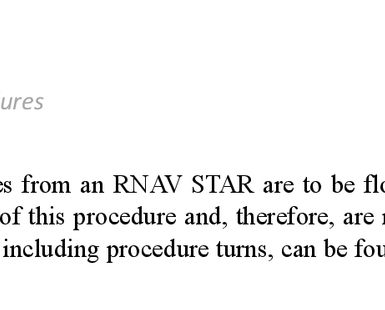 ures
es from an RNAV STAR are to be flo
of this procedure and, therefore, are
including procedure turns, can be fou